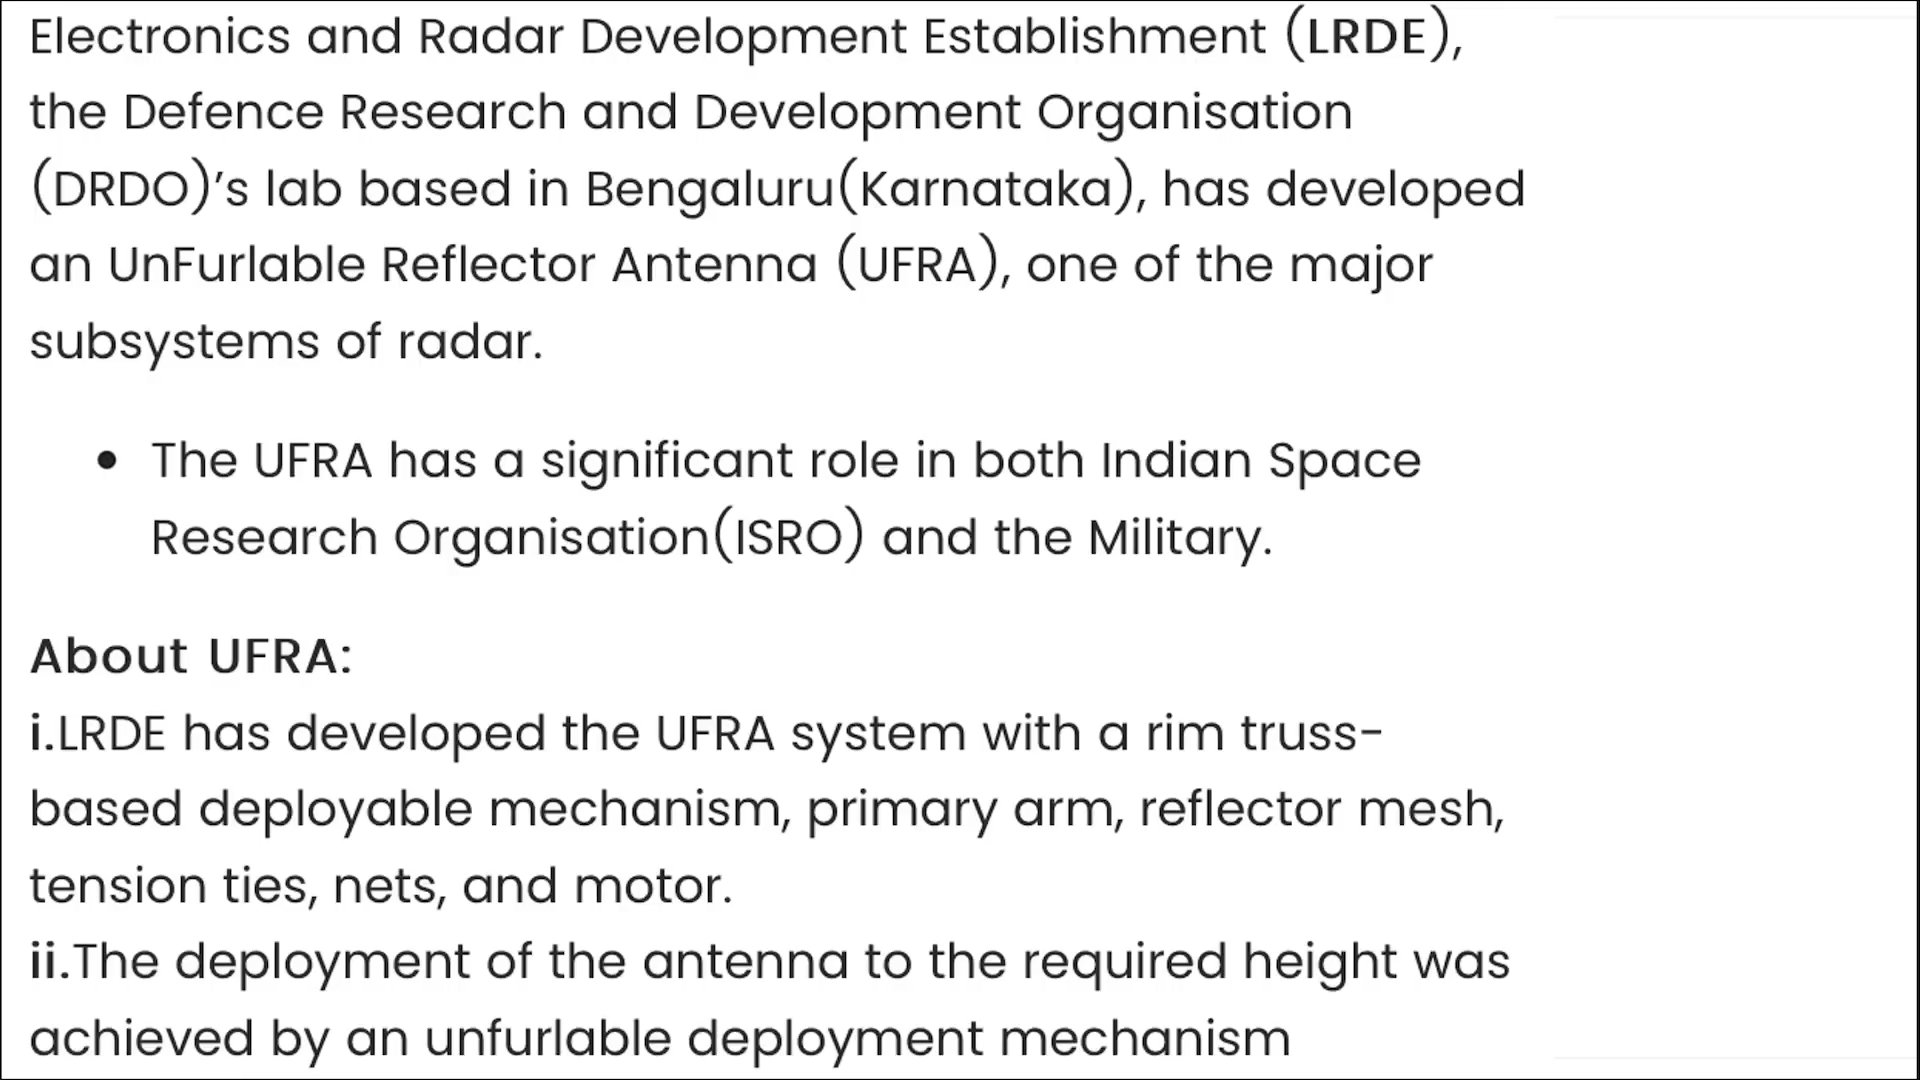 Electronics and Radar Development Establishment (LRDE),
the Defence Research and Development Organisation
(DRDO)’s lab based in Bengaluru(Karnataka), has developed
an UnFurlable Reflector Antenna (UFRA), one of the major
subsystems of radar.
• The UFRA has a significant role in both Indian Space
Research Organisation(ISRO) and the Military.
About UFRA:
i.LRDE has developed the UFRA system with a rim truss-
based deployable mechanism, primary arm, reflector mesh,
tension ties, nets, and motor.
ii.The deployment of the antenna to the required height was
achieved by an unfurlable deployment mechanism